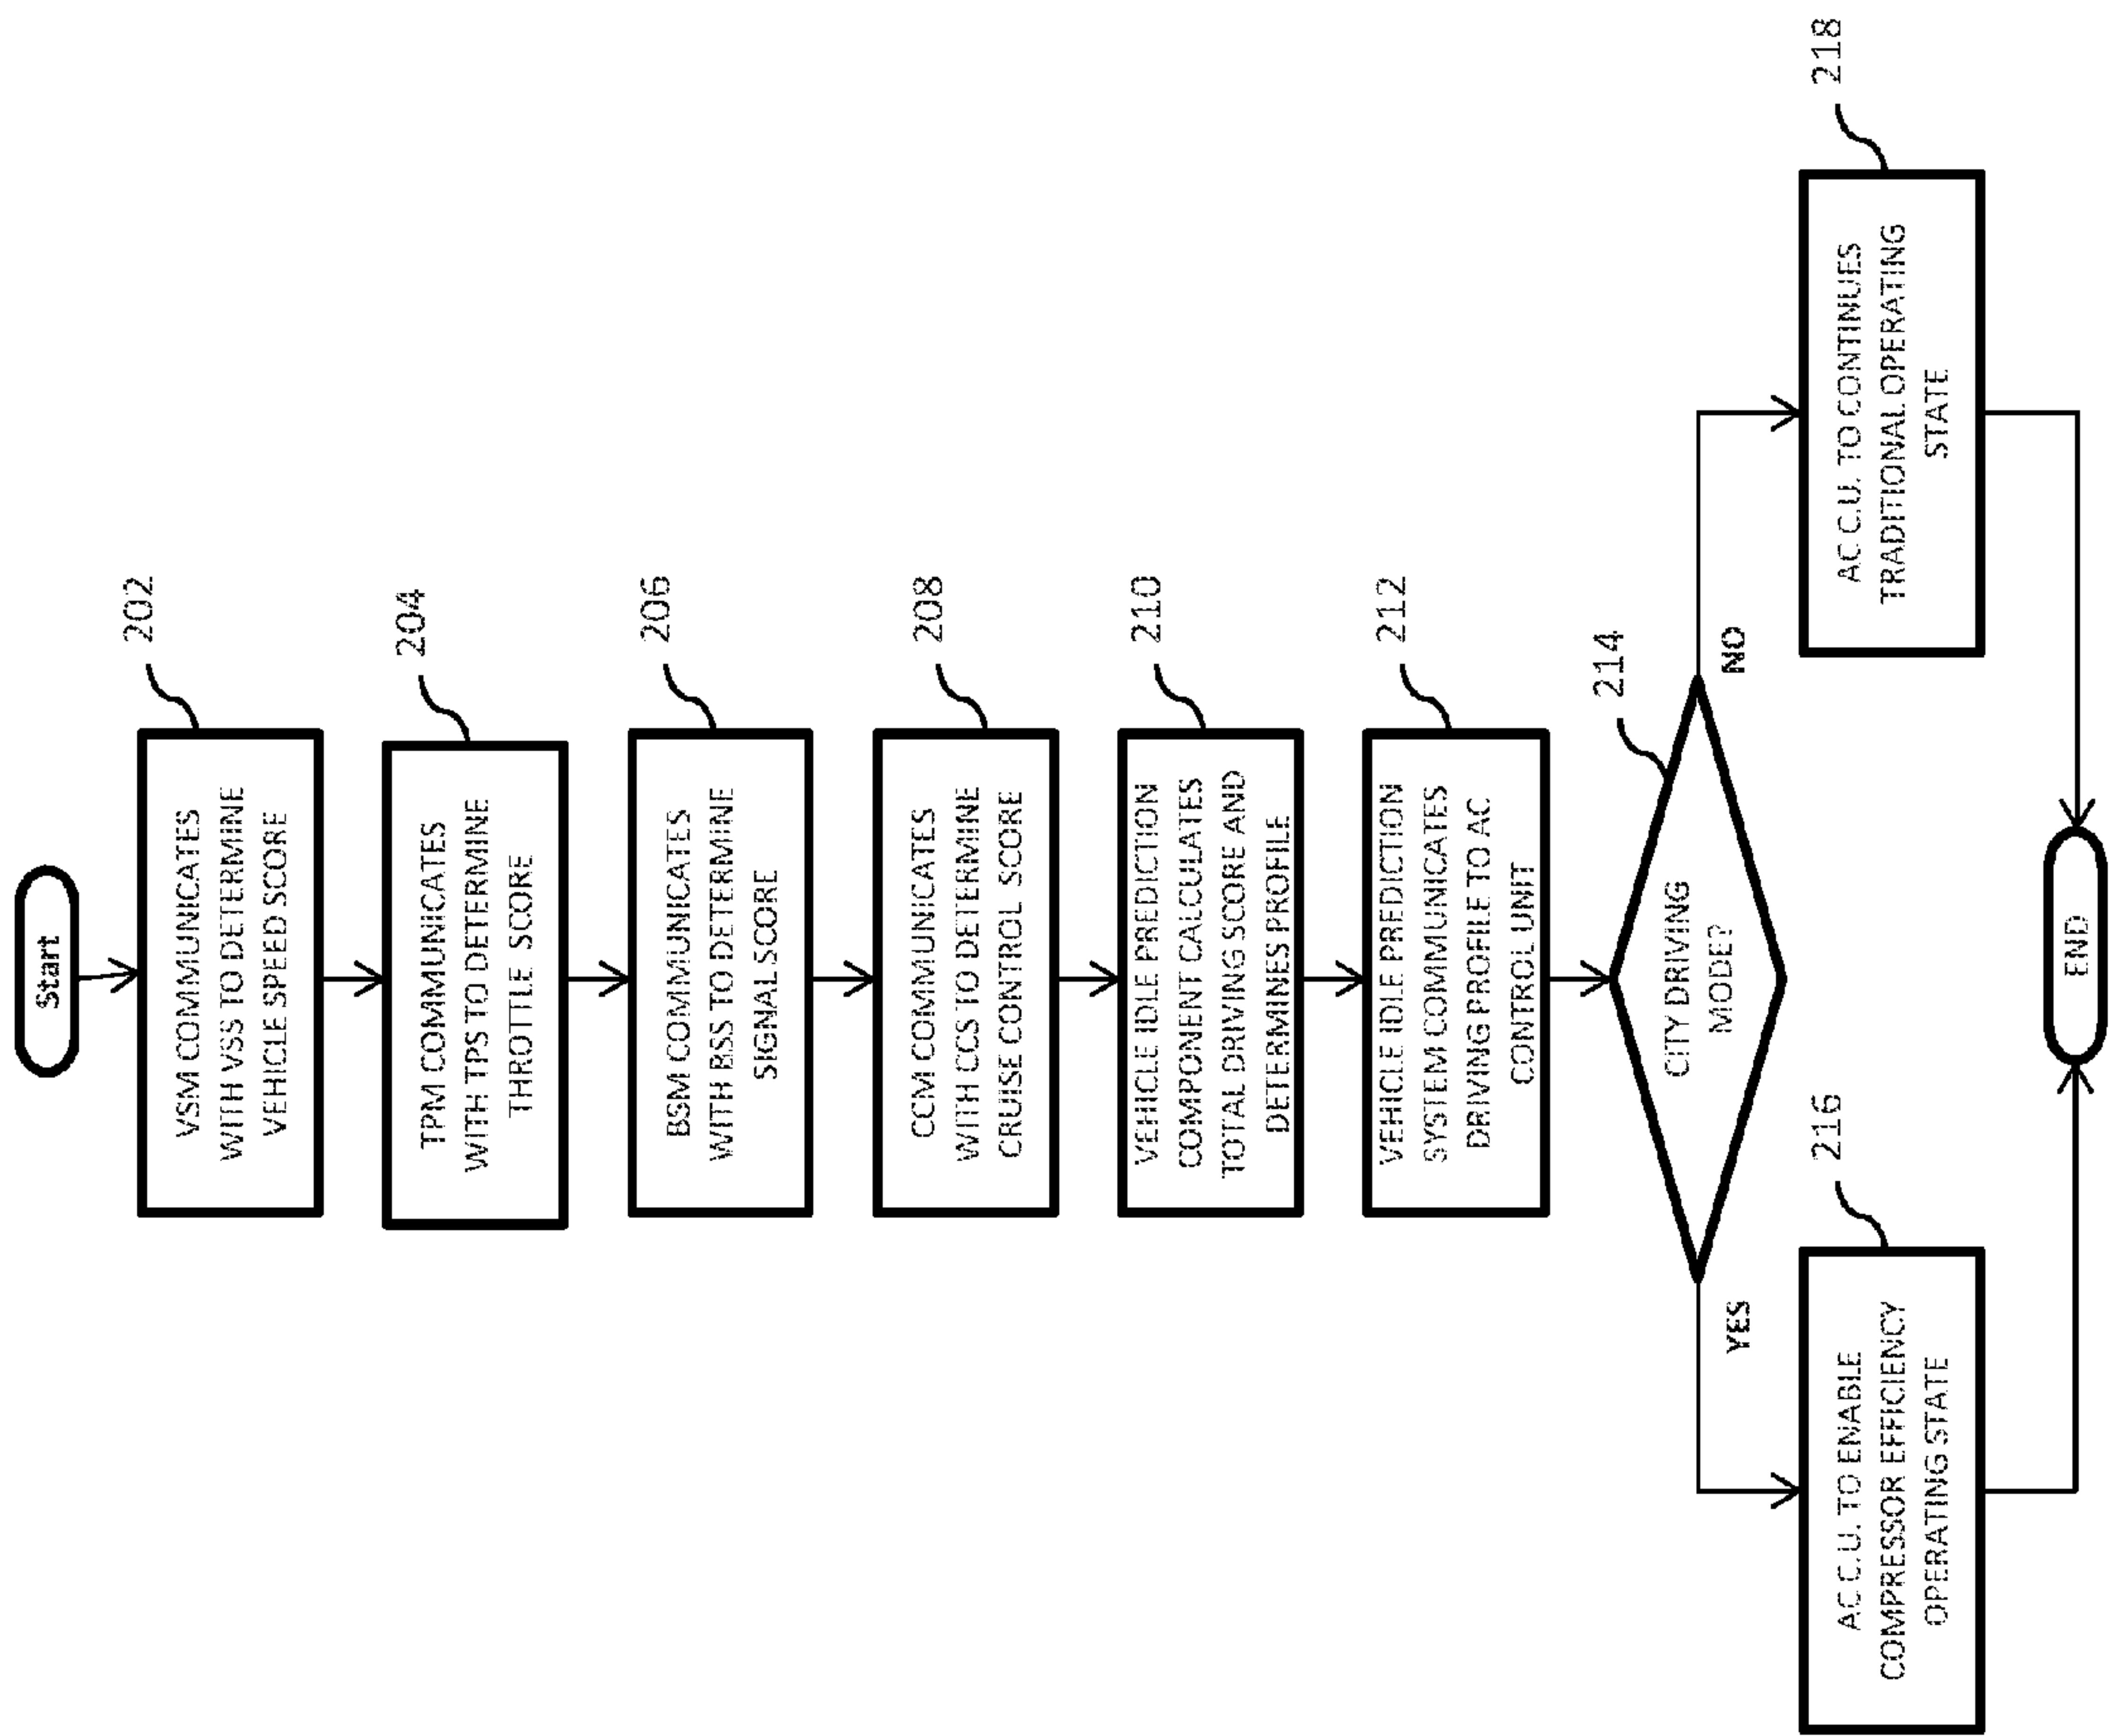 Start
202
VSM COMMUNICATES
WITH VSS TO DETERMINE
VEHICLE SPEED SCORE
204
TPM COMMUNICATES
WITH TPS TO DETERMINE
THROTTLE SCORE
206
BSM COMMUNICATES
WITH BSS TO DETERMINE
SIGNAL SCORE
208
CCM COMMUNICATES
WITH CCS TO DETERMINE
CRUISE CONTROL SCORE
210
VEHICLE IDLE PREDICTION
COMPONENT CALCULATES
TOTAL DRIVING SCORE AND
DETERMINES PROFILE
212
VEHICLE IDLE PREDICTION
SYSTEM COMMUNICATES
DRIVING PROFILE TO AC
CONTROL UNIT
214
CITY DRIVING
MODE?
YES
NO
216
AC C.U. TO ENABLE
COMPRESSOR EFFICIENCY
OPERATING STATE
218
AC C.U. TO CONTINUES
TRADITIONAL OPERATING
STATE
END